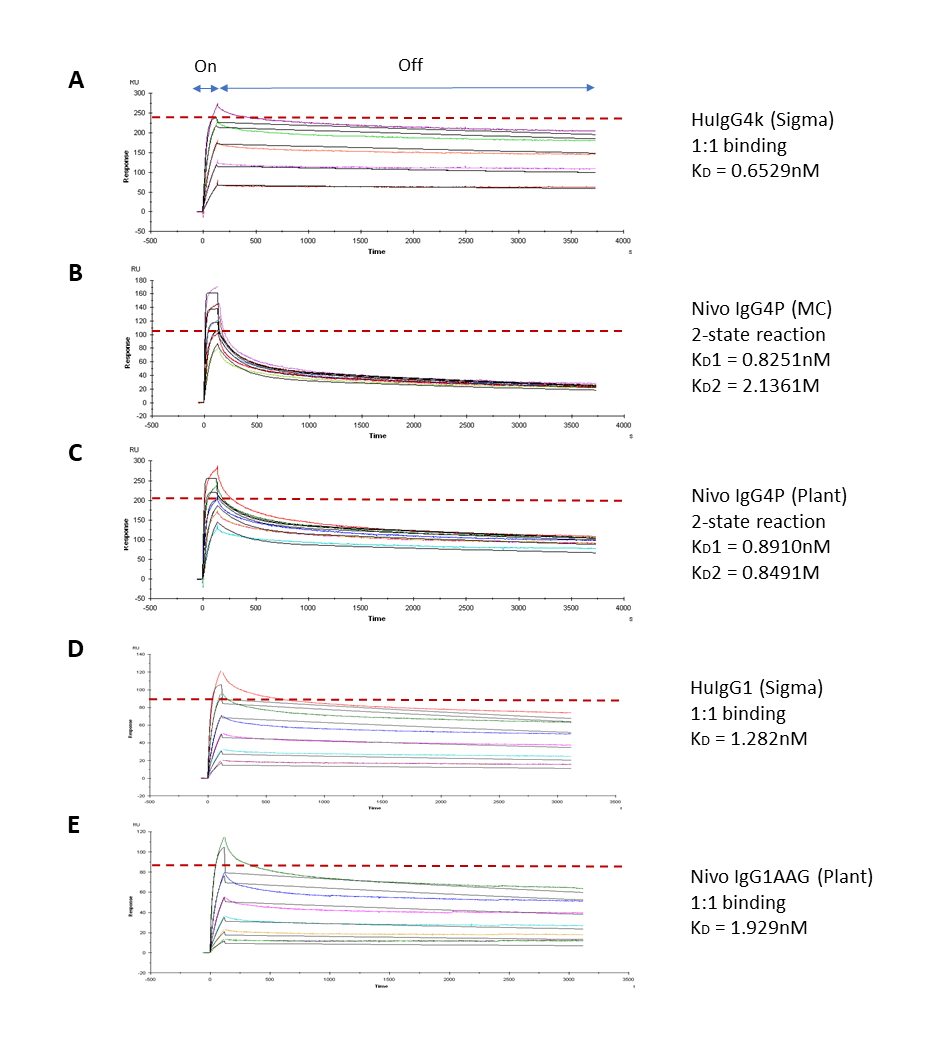 On
Off
A
RU
300
250
200
150
100
50
0
-50
Response
-500
0
500
1000
1500
2000
2500
3000
3500
4000
Time
s
HuIgG4k (Sigma)
1:1 binding
KD = 0.6529nM
B
RU
180
160
140
120
100
80
60
40
20
0
-20
Response
-500
0
500
1000
1500
2000
2500
3000
3500
4000
Time
s
Nivo IgG4P (MC)
2-state reaction
KD1 = 0.8251nM
KD2 = 2.1361M
C
RU
300
250
200
150
100
50
0
-50
Response
-500
0
500
1000
1500
2000
2500
3000
3500
4000
Time
s
Nivo IgG4P (Plant)
2-state reaction
KD1 = 0.8910nM
KD2 = 0.8491M
D
RU
140
120
100
80
60
40
20
0
-20
Response
-500
0
500
1000
1500
2000
2500
3000
3500
Time
HuIgG1 (Sigma)
1:1 binding
KD = 1.282nM
E
RU
120
100
80
60
40
20
0
-20
Response
-500
0
500
1000
1500
2000
2500
3000
3500
Time
Nivo IgG1AAG (Plant)
1:1 binding
KD = 1.929nM